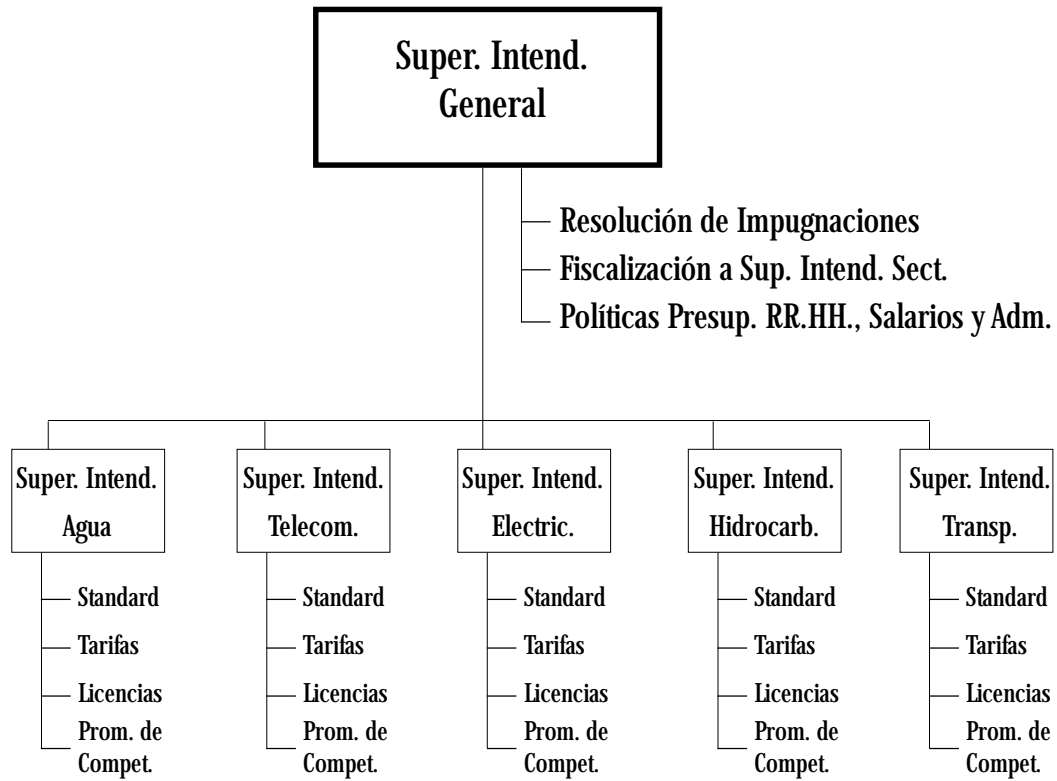 Super. Intend.
General
Resolución de Impugnaciones
Fiscalización a Sup. Intend. Sect.
Políticas Presup. RR.HH., Salarios y Adm.
Super. Intend.
Agua
Standard
Tarifas
Licencias
Prom. de
Compet.
Super. Intend.
Telecom.
Standard
Tarifas
Licencias
Prom. de
Compet.
Super. Intend.
Electric.
Standard
Tarifas
Licencias
Prom. de
Compet.
Super. Intend.
Hidrocarb.
Standard
Tarifas
Licencias
Prom. de
Compet.
Super. Intend.
Transp.
Standard
Tarifas
Licencias
Prom. de
Compet.